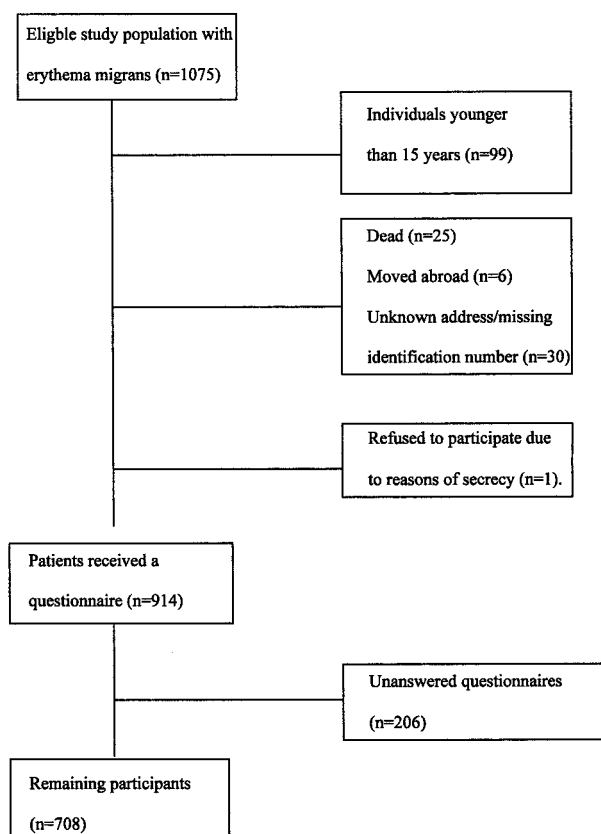 Eligble study population with
erythema migrans (n=1075)
Individuals younger
than 15 years (n=99)
Dead (n=25)
Moved abroad (n=6)
Unknown address/missing
identification number (n=30)
Refused to participate due
to reasons of secrecy (n=1).
Patients received a
questionnaire (n=914)
Unanswered questionnaires
(n=206)
Remaining participants
(n=708)